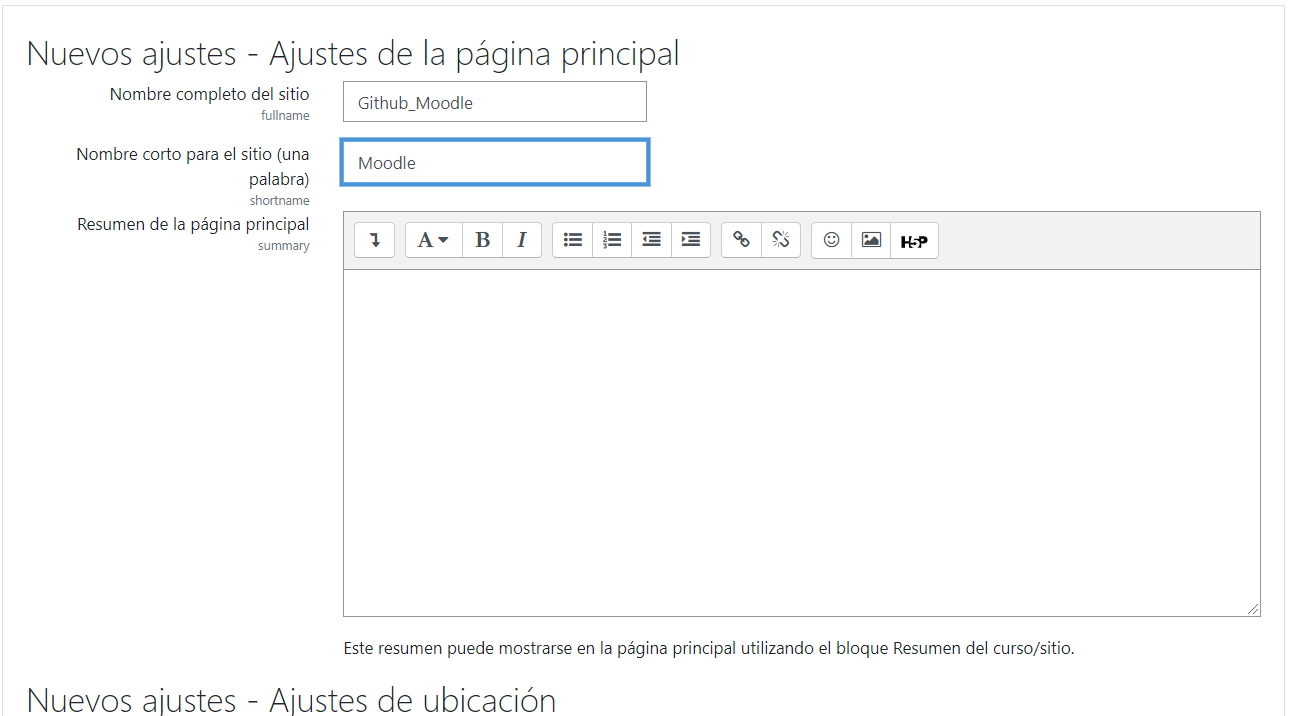 Nuevos ajustes - Ajustes de la página principal
Nombre completo del sitio
fullname
Github_Moodle
Nombre corto para el sitio (una
palabra)
shortname
Moodle
Resumen de la página principal
summary
A B I H5P
Este resumen puede mostrarse en la página principal utilizando el bloque Resumen del curso/sitio.
Nuevos ajustes - Ajustes de ubicación